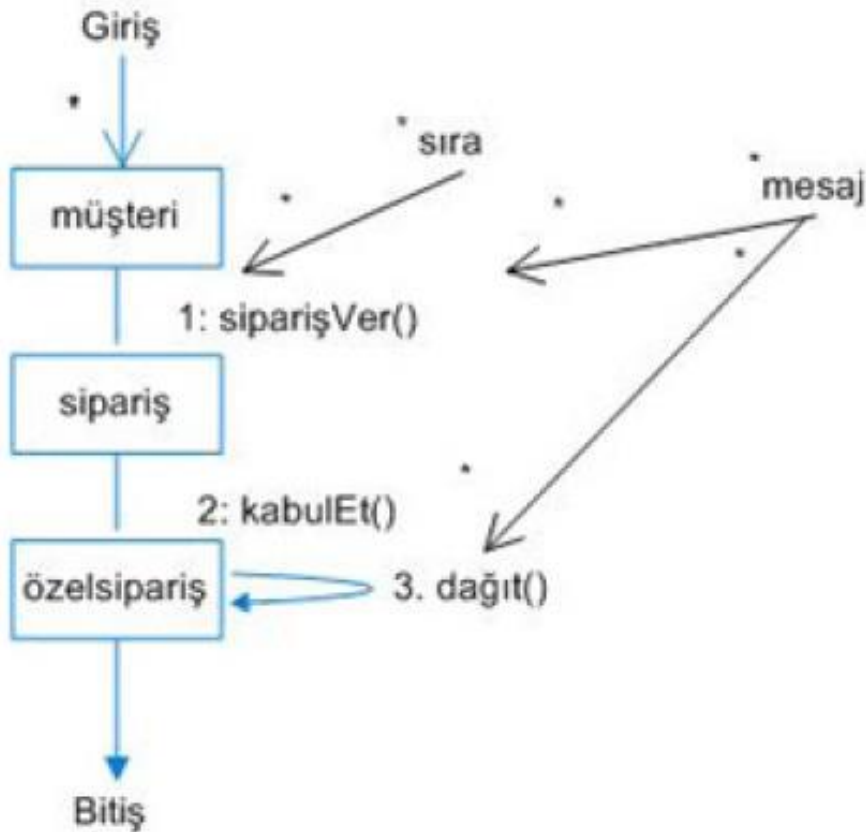 Giriş
sıra
mesaj
müşteri
1: siparişVer()
sipariş
2: kabulEt()
özelsipariş
3. dağıt()
Bitiş